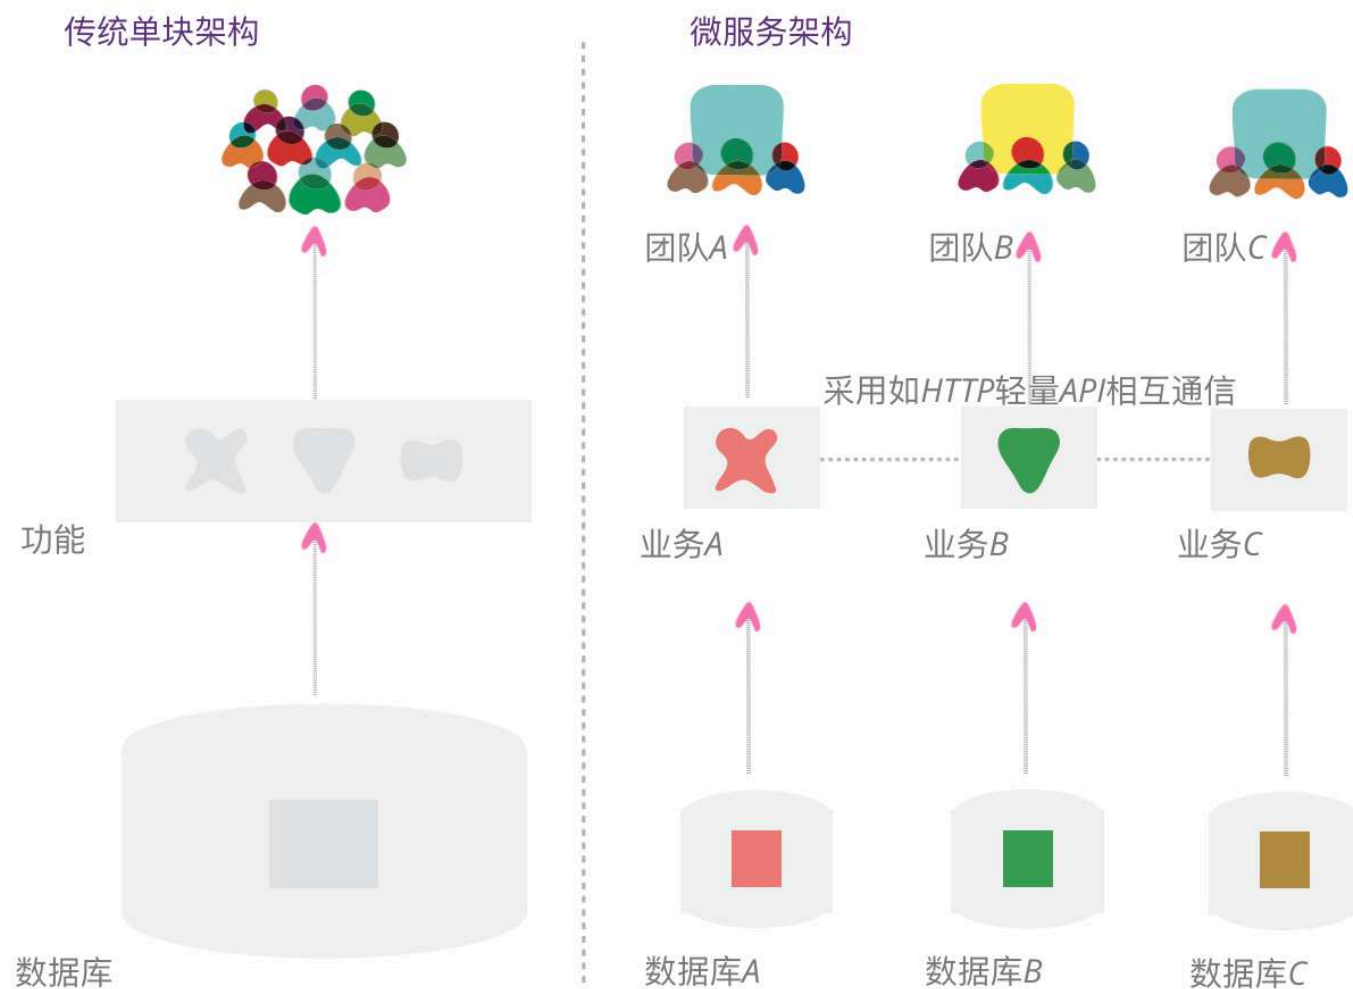 传统单块架构
微服务架构
团队A
团队B
团队C
采用如HTTP轻量API相互通信
功能
业务A
业务B
业务C
数据库
数据库A
数据库B
数据库C